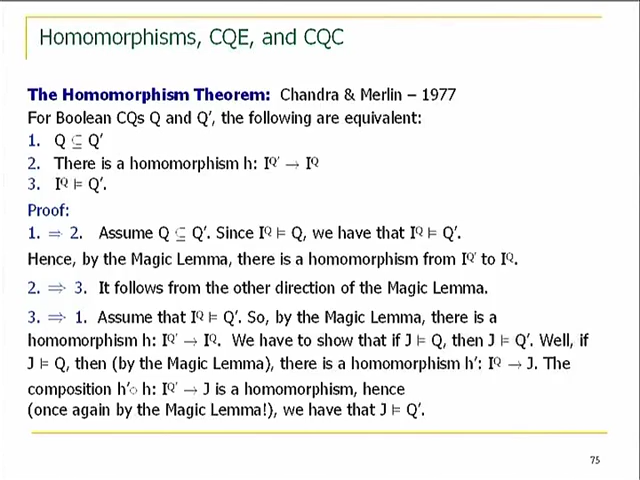 Homomorphisms, CQE, and CQC
The Homomorphism Theorem: Chandra & Merlin – 1977
For Boolean CQs Q and Q′, the following are equivalent:
1. Q ⊆ Q′
2. There is a homomorphism h: I^Q′ → I^Q
3. I^Q ⊨ Q′.
Proof:
1. ⇒ 2. Assume Q ⊆ Q′. Since I^Q ⊨ Q, we have that I^Q ⊨ Q′.
Hence, by the Magic Lemma, there is a homomorphism from I^Q′ to I^Q.
2. ⇒ 3. It follows from the other direction of the Magic Lemma.
3. ⇒ 1. Assume that I^Q ⊨ Q′. So, by the Magic Lemma, there is a
homomorphism h: I^Q′ → I^Q. We have to show that if J ⊨ Q, then J ⊨ Q′. Well, if
J ⊨ Q, then (by the Magic Lemma), there is a homomorphism h′: I^Q → J. The
composition h′○ h: I^Q′ → J is a homomorphism, hence
(once again by the Magic Lemma!), we have that J ⊨ Q′.
75